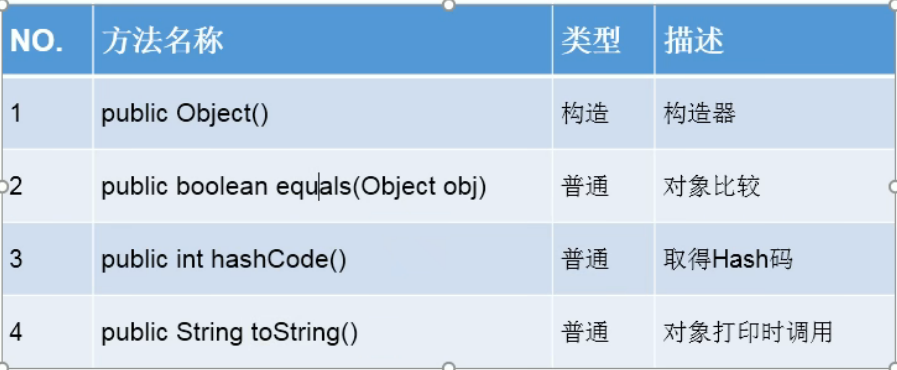 NO. 方法名称 类型 描述
1 public Object() 构造 构造器
2 public boolean equals(Object obj) 普通 对象比较
3 public int hashCode() 普通 取得Hash码
4 public String toString() 普通 对象打印时调用